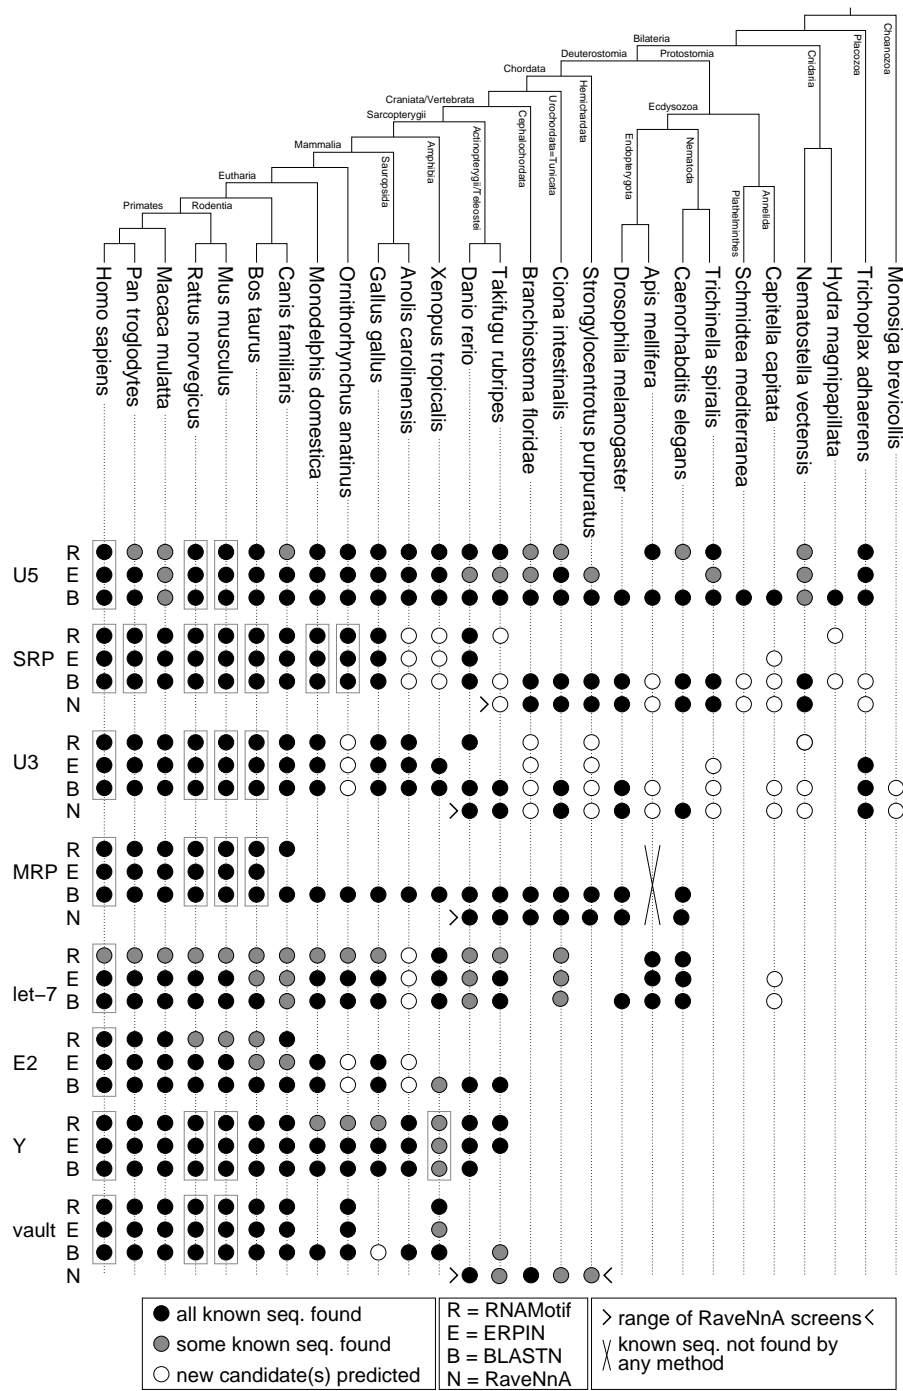 Choanozoa
Placozoa
Bilateria
Cnidaria
Deuterostomia
Protostomia
Chordata
Hemichardata
Urochordata=Tunicata
Craniata/Vertebrata
Cephalochordata
Ecdysozoa
Sarcopterygii
Actinopterygii/Teleostei
Endopterygota
Nematoda
Mammalia
Amphibia
Sauropsida
Eutharia
Annelida
Plathelminthes
Primates
Rodentia
Homo sapiens
Pan troglodytes
Macaca mulatta
Rattus norvegicus
Mus musculus
Bos taurus
Canis familiaris
Monodelphis domestica
Ornithorhynchus anatinus
Gallus gallus
Anolis carolinensis
Xenopus tropicalis
Danio rerio
Takifugu rubripes
Branchiostoma floridae
Ciona intestinalis
Strongylocentrotus purpuratus
Drosophila melanogaster
Apis mellifera
Caenorhabditis elegans
Trichinella spiralis
Schmidtea mediterranea
Capitella capitata
Nematostella vectensis
Hydra magnipapillata
Trichoplax adhaerens
Monosiga brevicollis
R
U5 E
B
R
SRP E
B
N
R
U3 E
B
N
R
MRP E
B
N
R
let-7 E
B
R
E2 E
B
R
Y E
B
R
vault E
B
N
all known seq. found
some known seq. found
new candidate(s) predicted
R = RNAMotif
E = ERPIN
B = BLASTN
N = RaveNnA
> range of RaveNnA screens <
known seq. not found by
any method